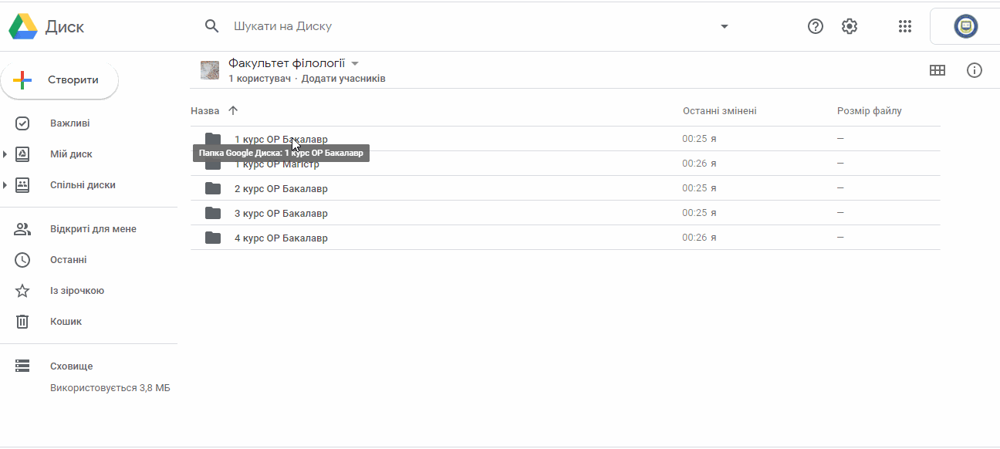 Диск
Шукати на Диску
Створити
Факультет філології
1 користувач · Додати учасників
Назва Останні змінені Розмір файлу
1 курс ОР Бакалавр 00:25 я —
Папка Google Диска: 1 курс ОР Бакалавр
1 курс ОР Магістр 00:26 я —
2 курс ОР Бакалавр 00:25 я —
3 курс ОР Бакалавр 00:25 я —
4 курс ОР Бакалавр 00:26 я —
Важливі
Мій диск
Спільні диски
Відкриті для мене
Останні
Із зірочкою
Кошик
Сховище
Використовується 3,8 МБ